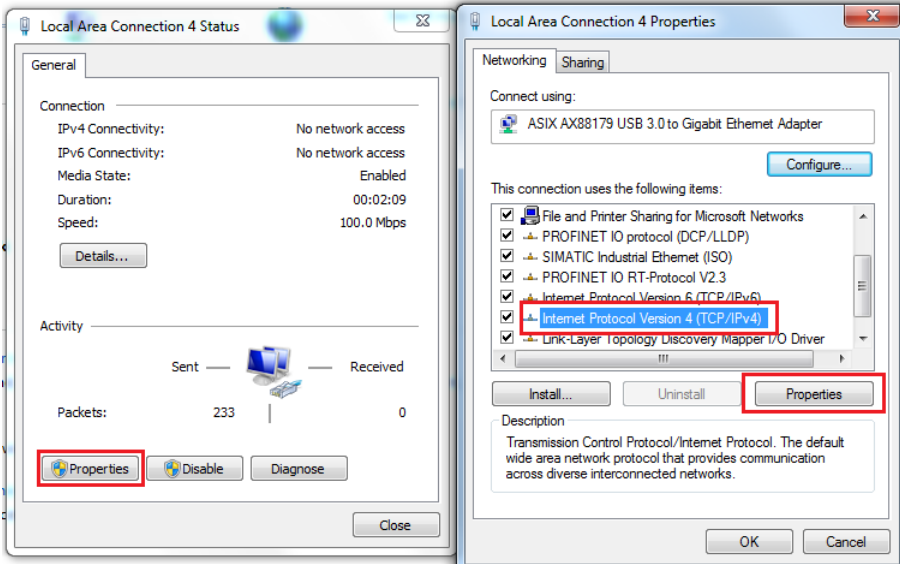 Local Area Connection 4 Status
General
Connection
IPv4 Connectivity: No network access
IPv6 Connectivity: No network access
Media State: Enabled
Duration: 00:02:09
Speed: 100.0 Mbps
Details...
Activity
Sent Received
Packets: 233 0
Properties Disable Diagnose
Close
Local Area Connection 4 Properties
Networking Sharing
Connect using:
ASIX AX88179 USB 3.0 to Gigabit Ethernet Adapter
Configure...
This connection uses the following items:
File and Printer Sharing for Microsoft Networks
PROFINET IO protocol (DCP/LLDP)
SIMATIC Industrial Ethernet (ISO)
PROFINET IO RT-Protocol V2.3
Internet Protocol Version 6 (TCP/IPv6)
Internet Protocol Version 4 (TCP/IPv4)
Link-Layer Topology Discovery Mapper I/O Driver
Install... Uninstall Properties
Description
Transmission Control Protocol/Internet Protocol. The default
wide area network protocol that provides communication
across diverse interconnected networks.
OK Cancel